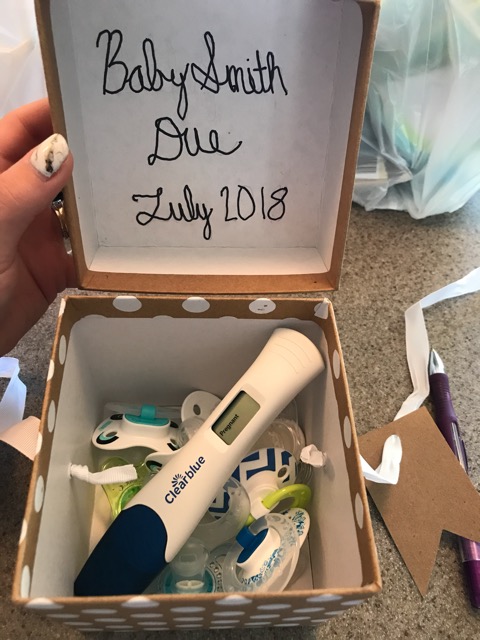 Baby Smith
Due
July 2018
Pregnant
Clearblue